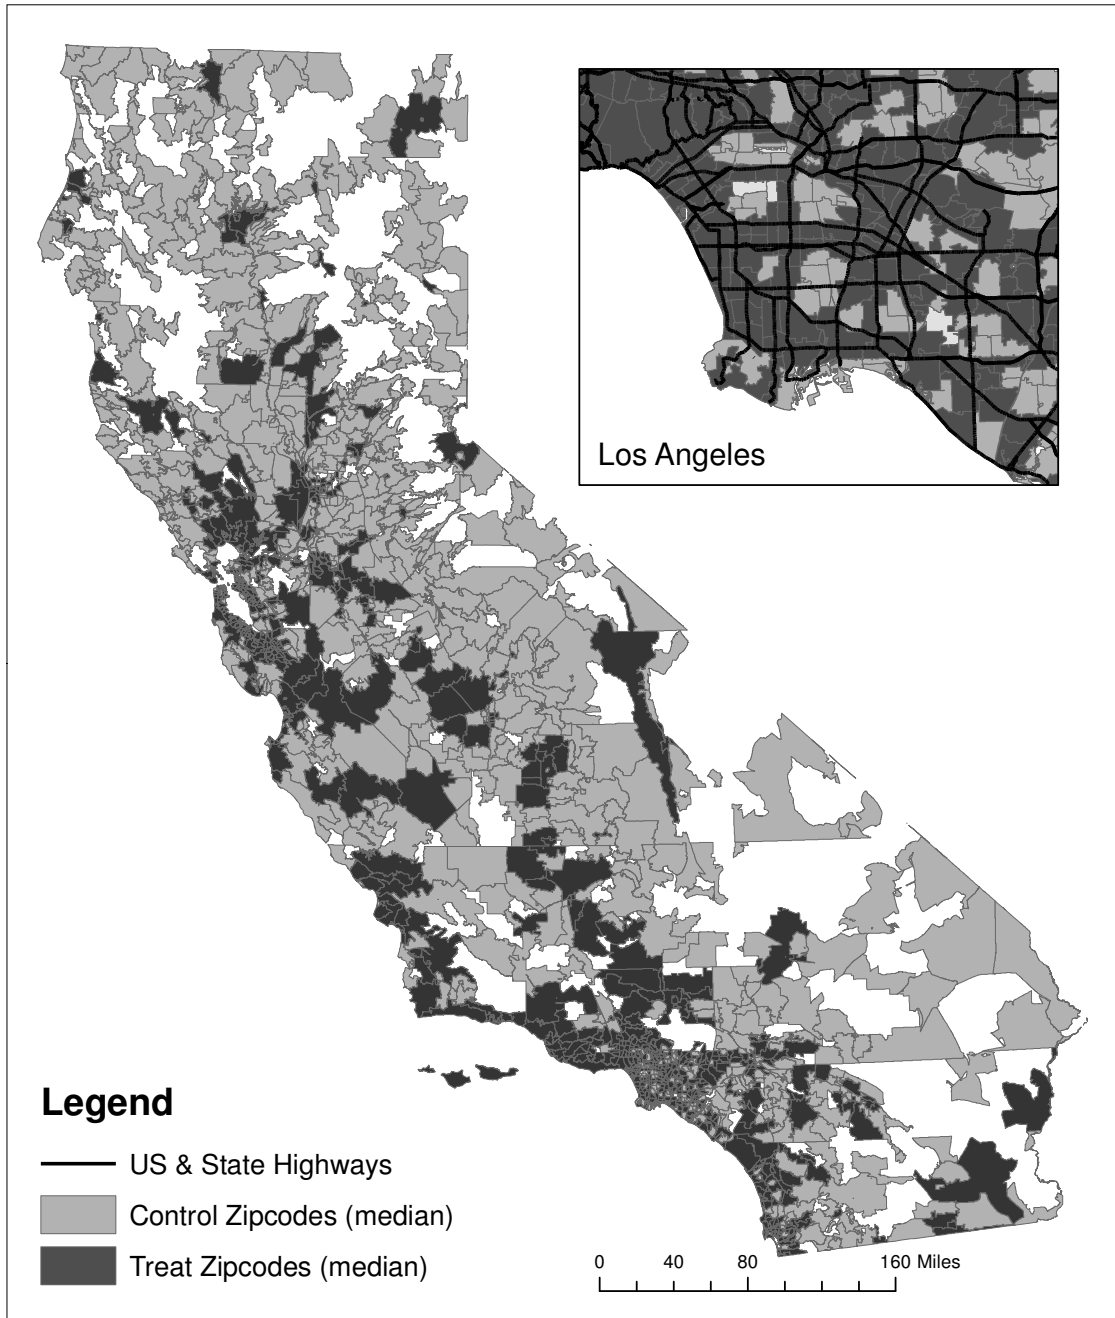 Los Angeles
Legend
US & State Highways
Control Zipcodes (median)
Treat Zipcodes (median)
0 40 80 160 Miles